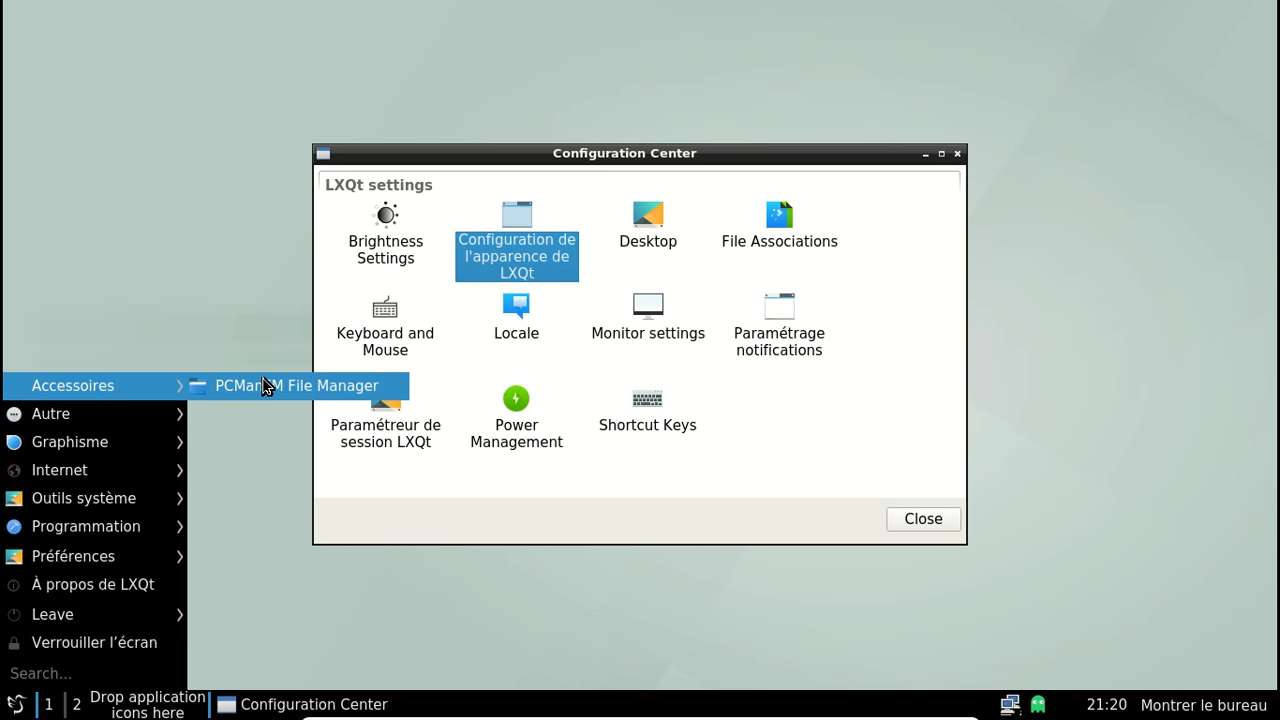 Configuration Center
LXQt settings
Brightness
Settings
Configuration de
l'apparence de
LXQt
Desktop
File Associations
Keyboard and
Mouse
Locale
Monitor settings
Paramétrage
notifications
Paramétreur de
session LXQt
Power
Management
Shortcut Keys
Close
Accessoires
File Manager
Autre
Graphisme
Internet
Outils système
Programmation
Préférences
À propos de LXQt
Leave
Verrouiller l’écran
Search...
1
2
Drop application
icons here
Configuration Center
21:20
Montrer le bureau